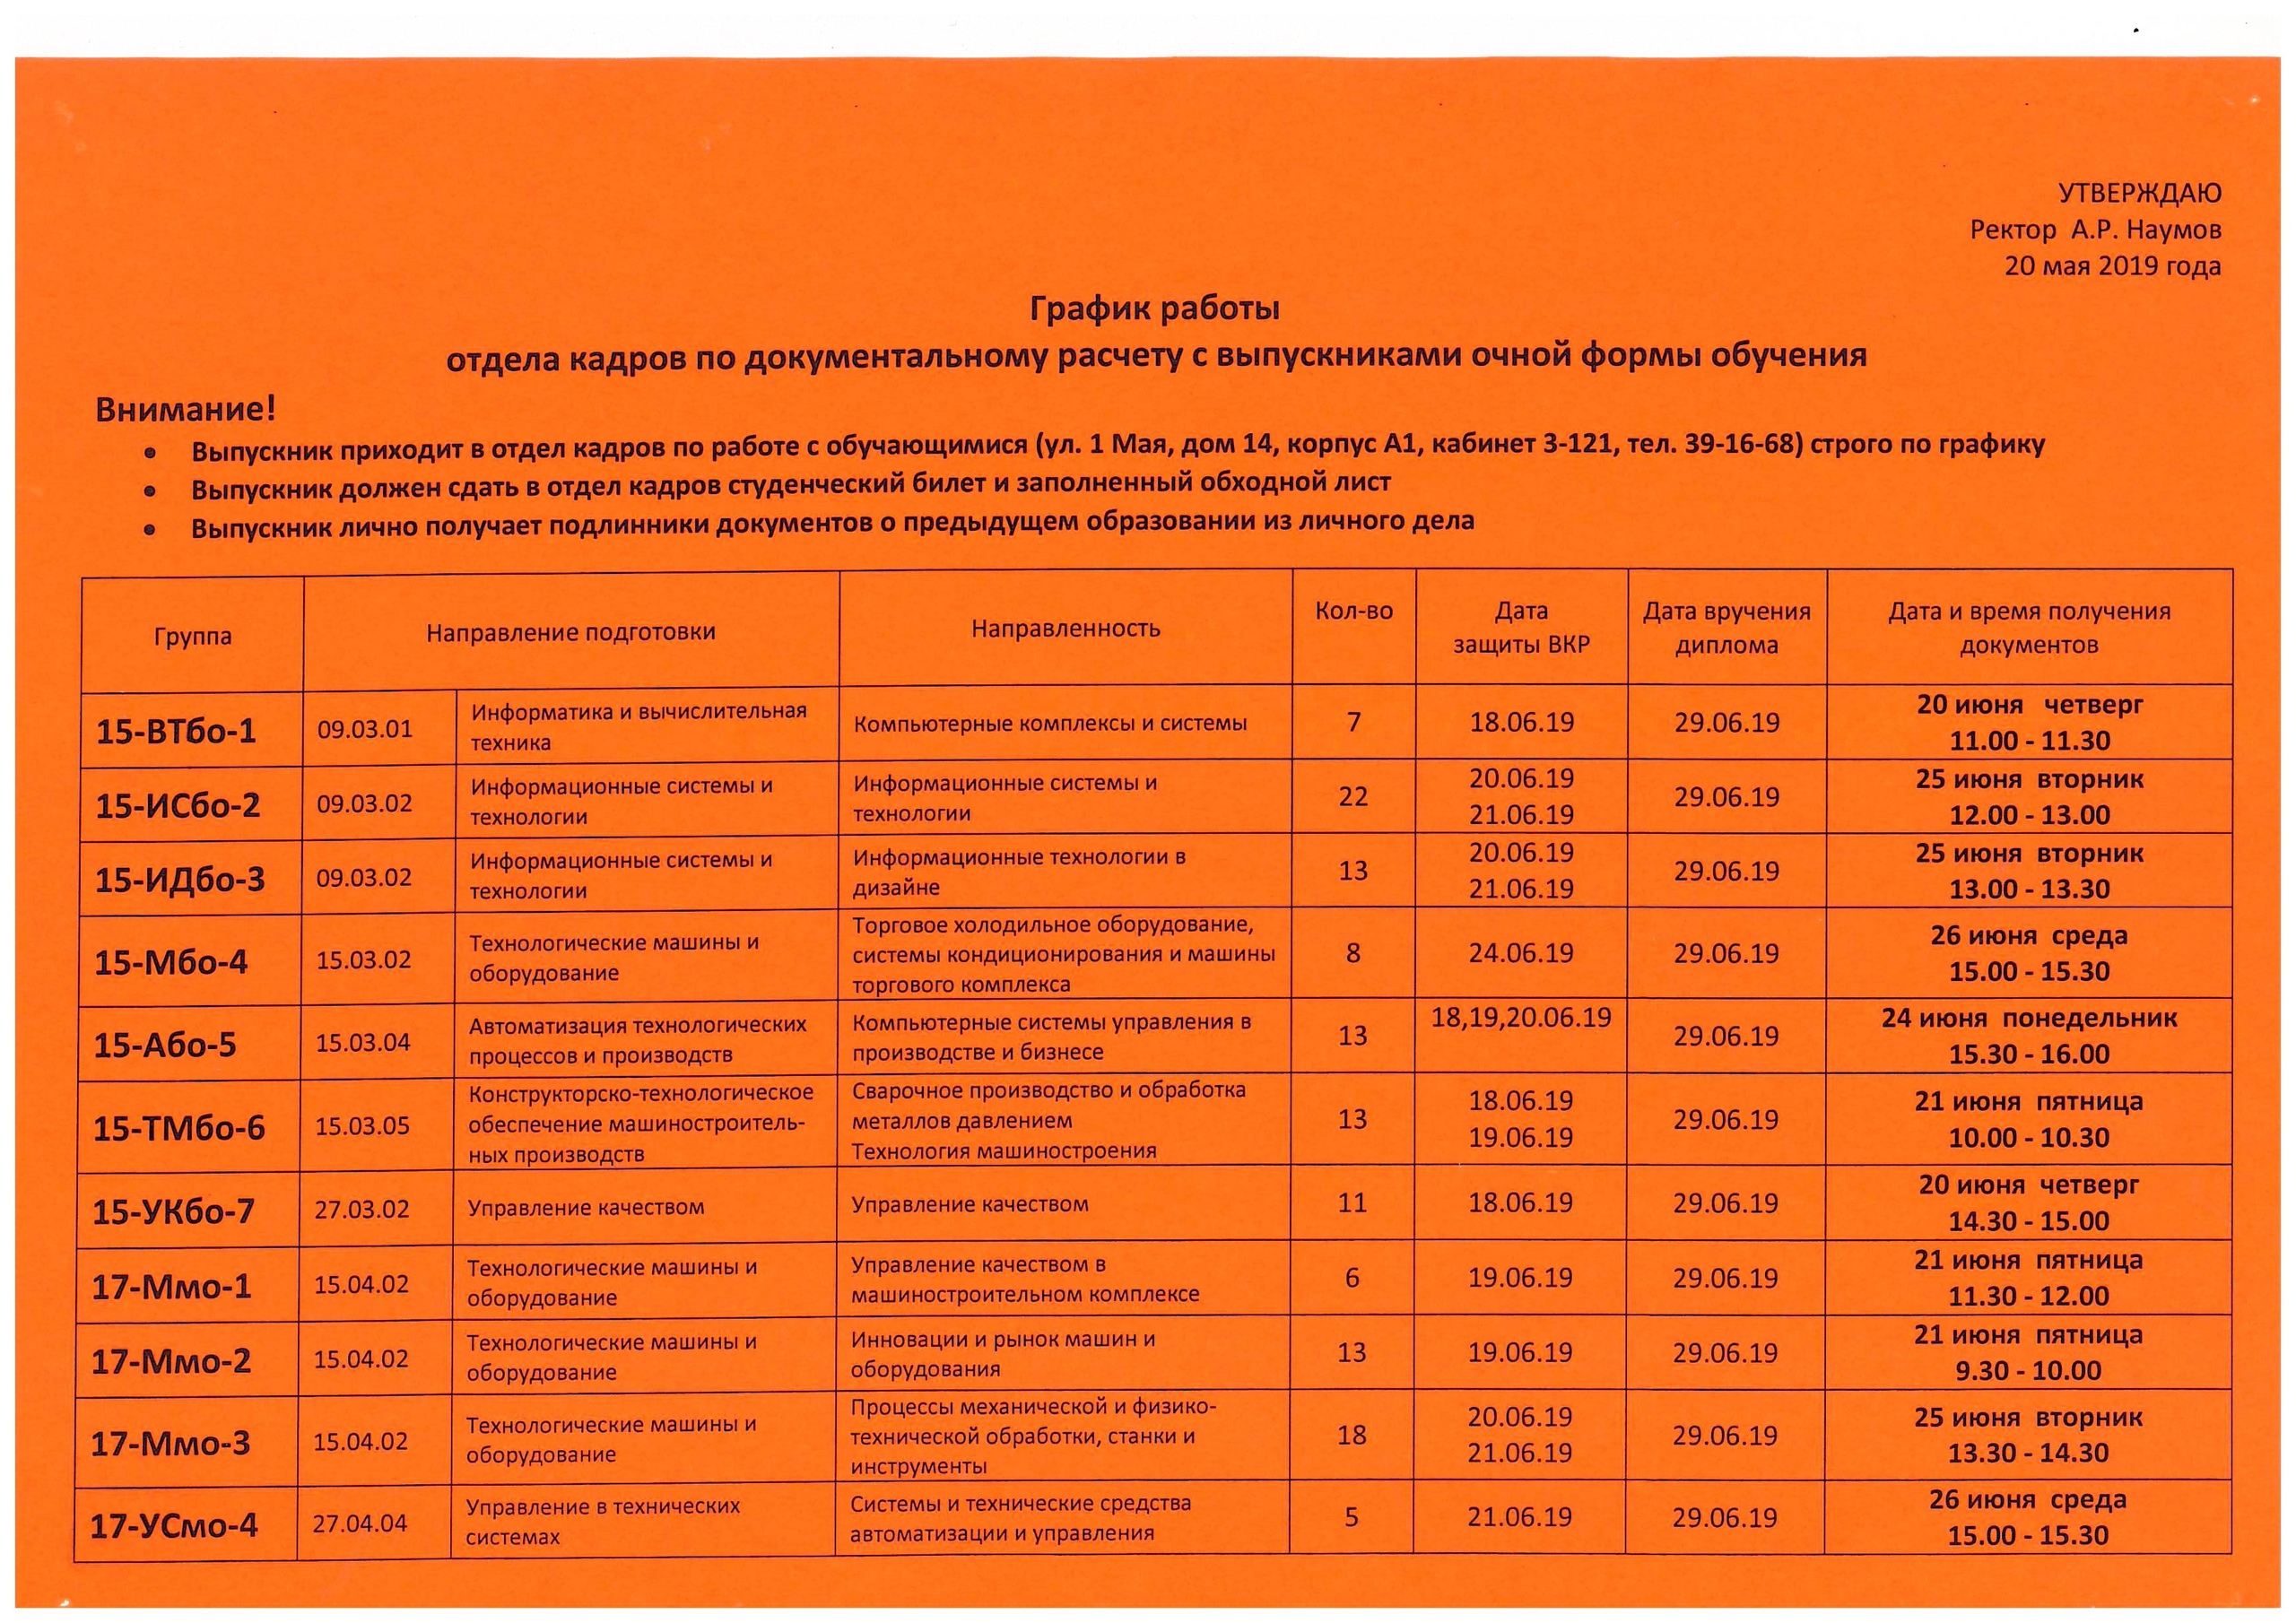 УТВЕРЖДАЮ
Ректор А.Р. Наумов
20 мая 2019 года
График работы
отдела кадров по документальному расчету с выпускниками очной формы обучения
Внимание!
• Выпускник приходит в отдел кадров по работе с обучающимися (ул. 1 Мая, дом 14, корпус А1, кабинет 3-121, тел. 39-16-68) строго по графику
• Выпускник должен сдать в отдел кадров студенческий билет и заполненный обходной лист
• Выпускник лично получает подлинники документов о предыдущем образовании из личного дела
Группа
Направление подготовки
Направленность
Кол-во
Дата
защиты ВКР
Дата вручения
диплома
Дата и время получения
документов
15-ВТбо-1
09.03.01
Информатика и вычислительная
техника
Компьютерные комплексы и системы
7
18.06.19
29.06.19
20 июня четверг
11.00 - 11.30
15-ИСбо-2
09.03.02
Информационные системы и
технологии
Информационные системы и
технологии
22
20.06.19
21.06.19
29.06.19
25 июня вторник
12.00 - 13.00
15-ИДбо-3
09.03.02
Информационные системы и
технологии
Информационные технологии в
дизайне
13
20.06.19
21.06.19
29.06.19
25 июня вторник
13.00 - 13.30
15-Мбо-4
15.03.02
Технологические машины и
оборудование
Торговое холодильное оборудование,
системы кондиционирования и машины
торгового комплекса
8
24.06.19
29.06.19
26 июня среда
15.00 - 15.30
15-Або-5
15.03.04
Автоматизация технологических
процессов и производств
Компьютерные системы управления в
производстве и бизнесе
13
18,19,20.06.19
29.06.19
24 июня понедельник
15.30 - 16.00
15-ТМбо-6
15.03.05
Конструкторско-технологическое
обеспечение машиностроитель-
ных производств
Сварочное производство и обработка
металлов давлением
Технология машиностроения
13
18.06.19
19.06.19
29.06.19
21 июня пятница
10.00 - 10.30
15-УКбо-7
27.03.02
Управление качеством
Управление качеством
11
18.06.19
29.06.19
20 июня четверг
14.30 - 15.00
17-Ммо-1
15.04.02
Технологические машины и
оборудование
Управление качеством в
машиностроительном комплексе
6
19.06.19
29.06.19
21 июня пятница
11.30 - 12.00
17-Ммо-2
15.04.02
Технологические машины и
оборудование
Инновации и рынок машин и
оборудования
13
19.06.19
29.06.19
21 июня пятница
9.30 - 10.00
17-Ммо-3
15.04.02
Технологические машины и
оборудование
Процессы механической и физико-
технической обработки, станки и
инструменты
18
20.06.19
21.06.19
29.06.19
25 июня вторник
13.30 - 14.30
17-УСмо-4
27.04.04
Управление в технических
системах
Системы и технические средства
автоматизации и управления
5
21.06.19
29.06.19
26 июня среда
15.00 - 15.30